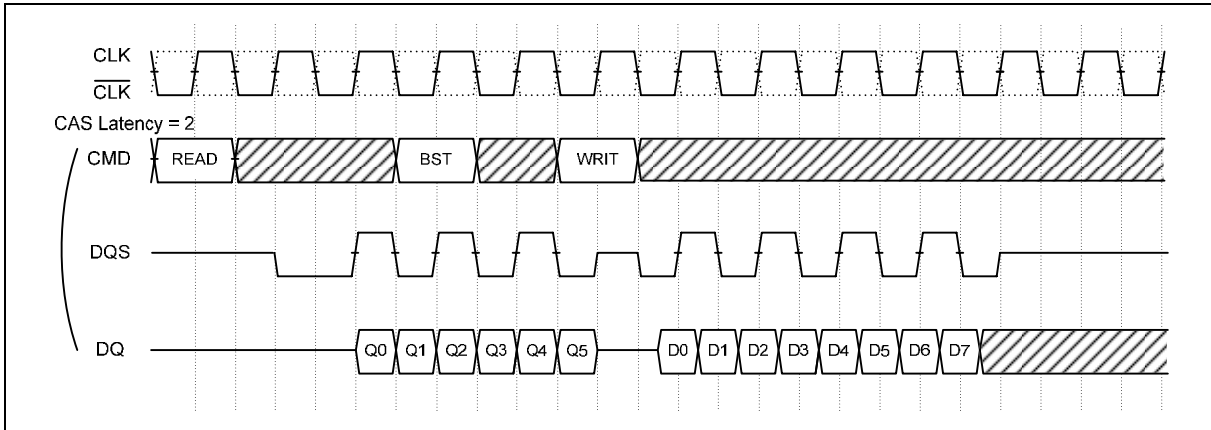 CLK
CLK
CAS Latency = 2
CMD READ BST WRIT
DQS
DQ Q0 Q1 Q2 Q3 Q4 Q5 D0 D1 D2 D3 D4 D5 D6 D7